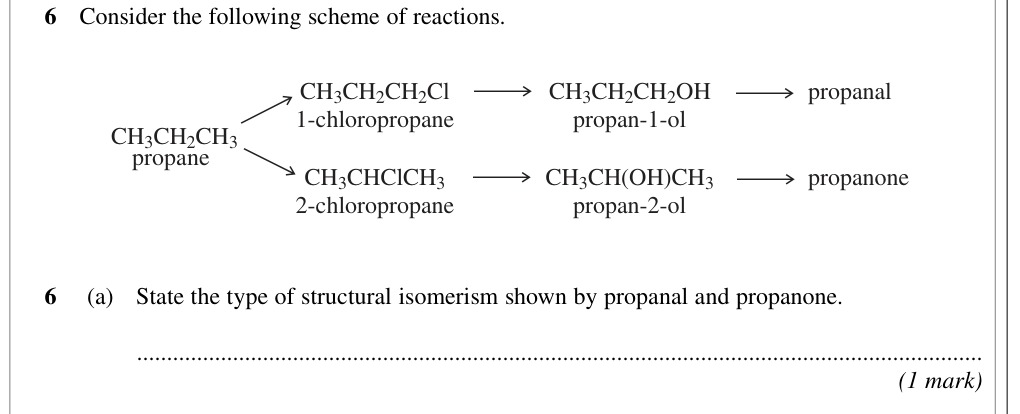 6 Consider the following scheme of reactions.
CH₃CH₂CH₂Cl ⟶ CH₃CH₂CH₂OH ⟶ propanal
1-chloropropane propan-1-ol
CH₃CH₂CH₃
propane
CH₃CHClCH₃ ⟶ CH₃CH(OH)CH₃ ⟶ propanone
2-chloropropane propan-2-ol
6 (a) State the type of structural isomerism shown by propanal and propanone.
(1 mark)